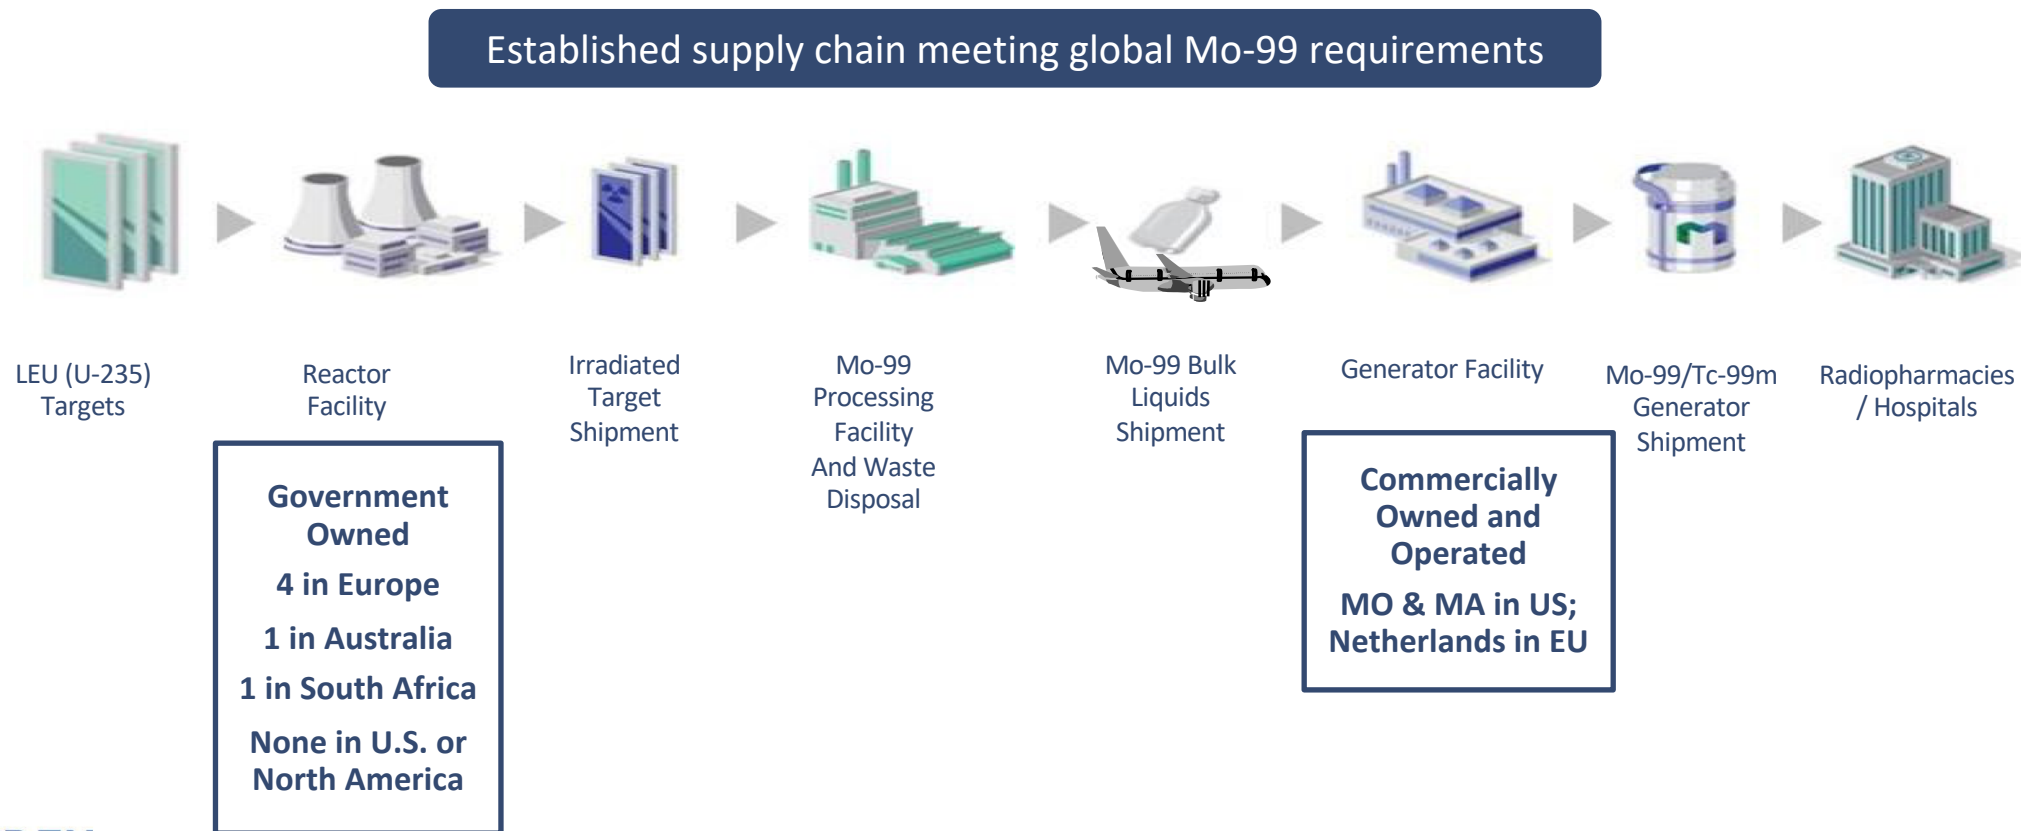 Established supply chain meeting global Mo-99 requirements
LEU (U-235)
Targets
Reactor
Facility
Irradiated
Target
Shipment
Mo-99
Processing
Facility
And Waste
Disposal
Mo-99 Bulk
Liquids
Shipment
Generator Facility
Mo-99/Tc-99m
Generator
Shipment
Radiopharmacies
/ Hospitals
Government
Owned
4 in Europe
1 in Australia
1 in South Africa
None in U.S. or
North America
Commercially
Owned and
Operated
MO & MA in US;
Netherlands in EU